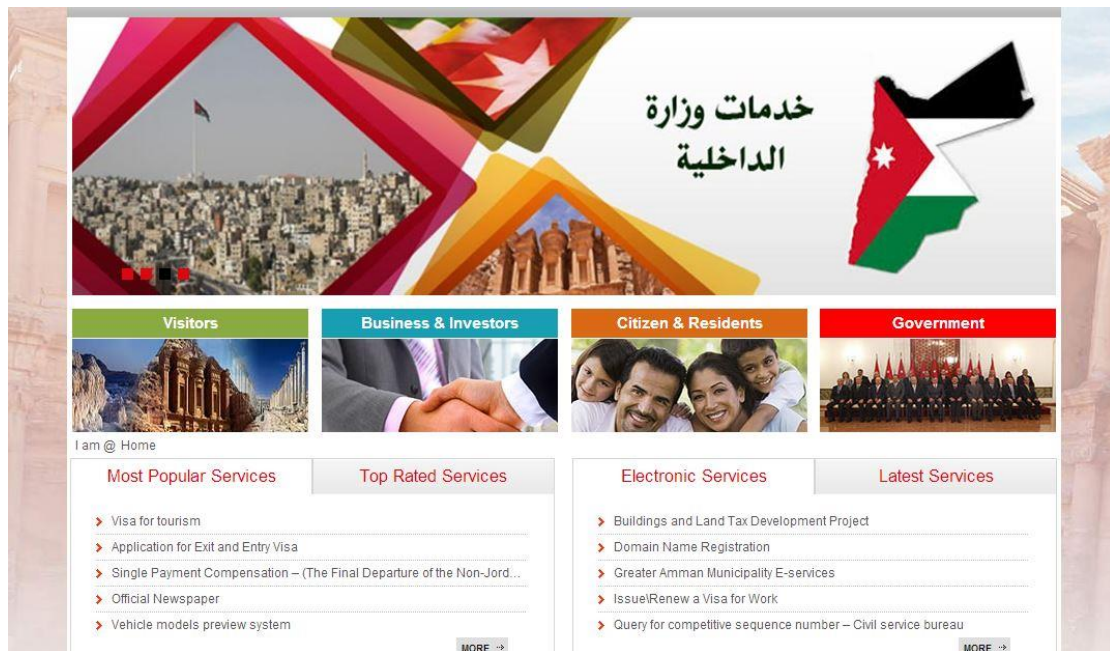 خدمات وزارة
الداخلية
Visitors
Business & Investors
Citizen & Residents
Government
I am @ Home
Most Popular Services
Top Rated Services
Visa for tourism
Application for Exit and Entry Visa
Single Payment Compensation – (The Final Departure of the Non-Jord...
Official Newspaper
Vehicle models preview system
MORE
Electronic Services
Latest Services
Buildings and Land Tax Development Project
Domain Name Registration
Greater Amman Municipality E-services
Issue\Renew a Visa for Work
Query for competitive sequence number – Civil service bureau
MORE